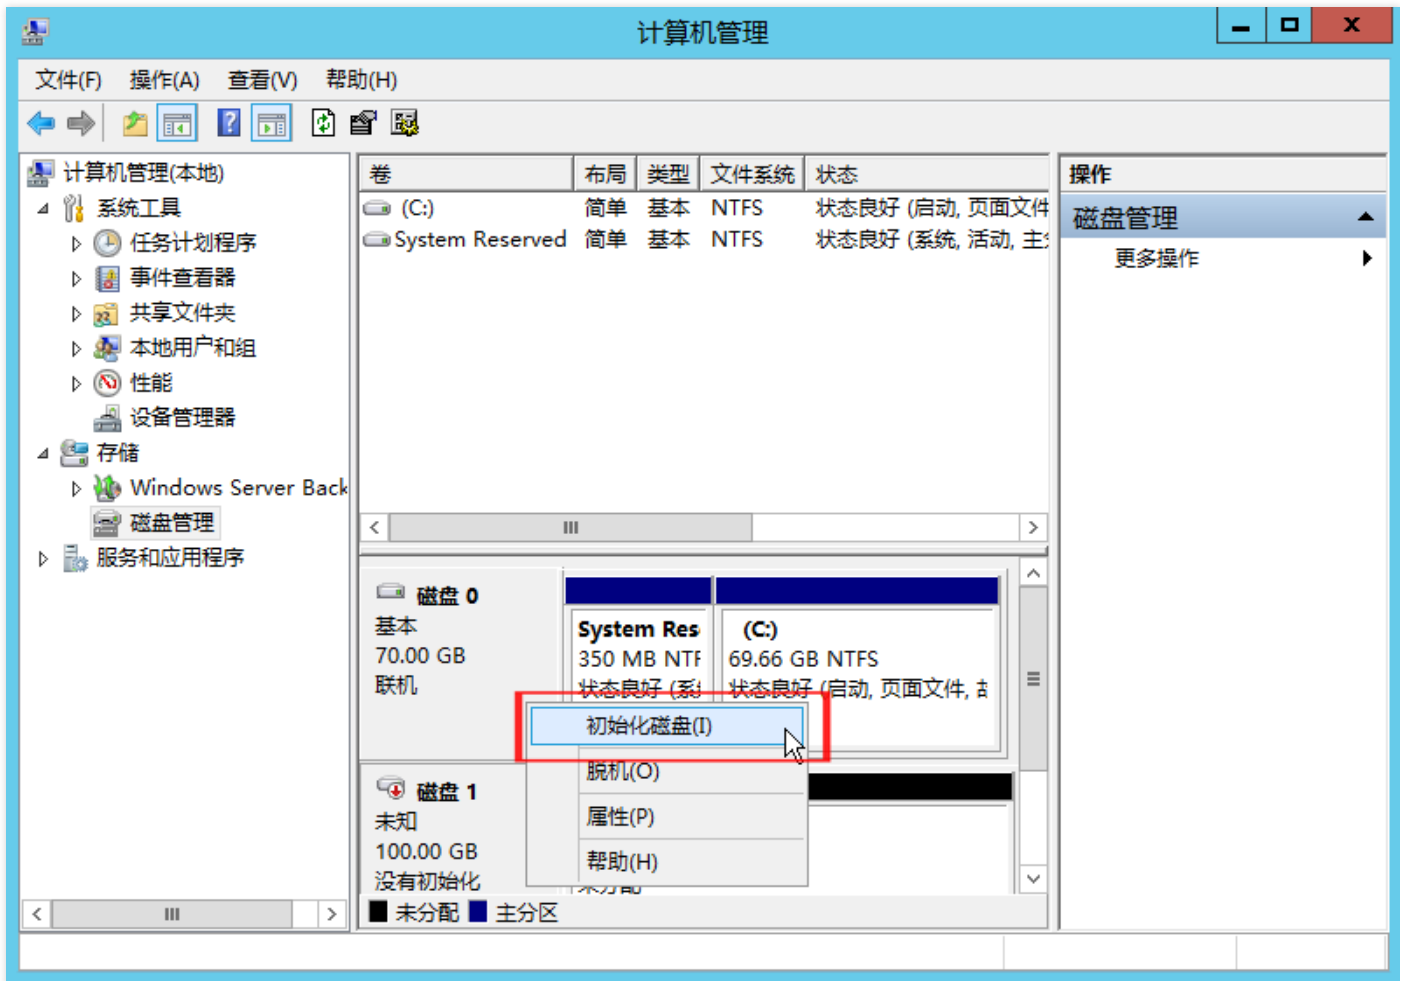 计算机管理
文件(F) 操作(A) 查看(V) 帮助(H)
计算机管理(本地)
系统工具
任务计划程序
事件查看器
共享文件夹
本地用户和组
性能
设备管理器
存储
Windows Server Back
磁盘管理
服务和应用程序
卷 布局 类型 文件系统 状态
(C:) 简单 基本 NTFS 状态良好 (启动, 页面文件
System Reserved 简单 基本 NTFS 状态良好 (系统, 活动, 主
磁盘 0
基本
70.00 GB
联机
System Res
350 MB NTF
状态良好 (系
(C:)
69.66 GB NTFS
状态良好 (启动, 页面文件,
初始化磁盘(I)
脱机(O)
属性(P)
帮助(H)
磁盘 1
未知
100.00 GB
没有初始化
未分配
未分配 主分区
操作
磁盘管理
更多操作